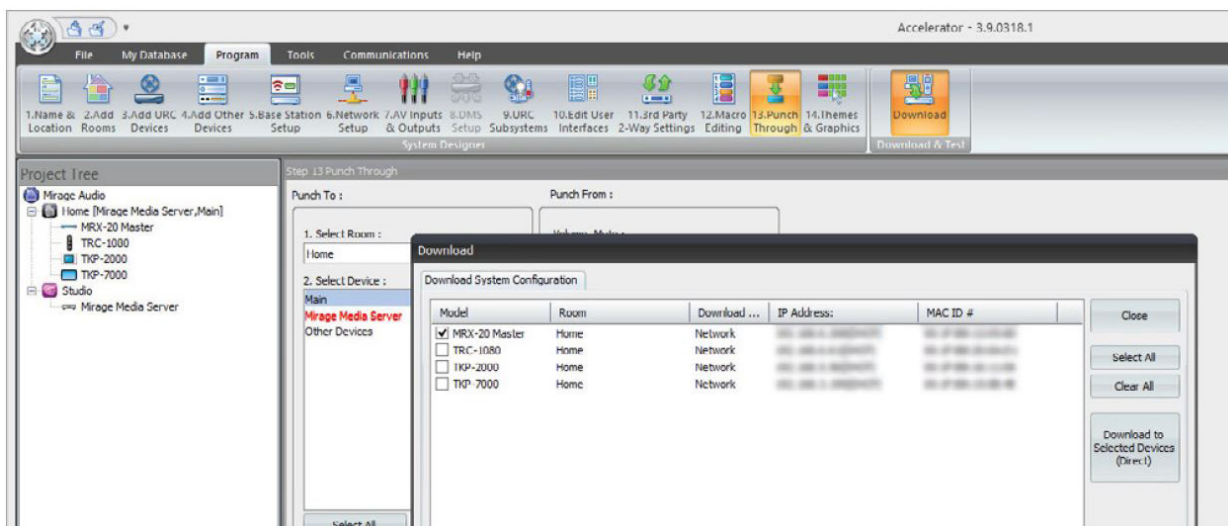 Accelerator - 3.9.0318.1
File My Database Program Tools Communications Help
1.Name & Location 2.Add Rooms 3.Add URC Devices 4.Add Other Devices 5.Base Station Setup 6.Network Setup 7.AV Inputs & Outputs 8.DMS Setup 9.URC Subsystems 10.Edit User Interfaces 11.3rd Party 2-Way Settings 12.Macro Editing 13.Punch Through 14.Themes & Graphics Download
System Designer Download & Test
Project Tree
Mirage Audio
Home [Mirage Media Server,Main]
MRX-20 Master
TRC-1080
TKP-2000
TKP-7000
Studio
Mirage Media Server
Step 13 Punch Through
Punch To : Punch From :
1. Select Room :
Home
2. Select Device :
Main
Mirage Media Server
Other Devices
Select All
Download
Download System Configuration
Model Room Download ... IP Address: MAC ID #
MRX-20 Master Home Network
TRC-1080 Home Network
TKP-2000 Home Network
TKP-7000 Home Network
Close
Select All
Clear All
Download to
Selected Devices
(Direct)